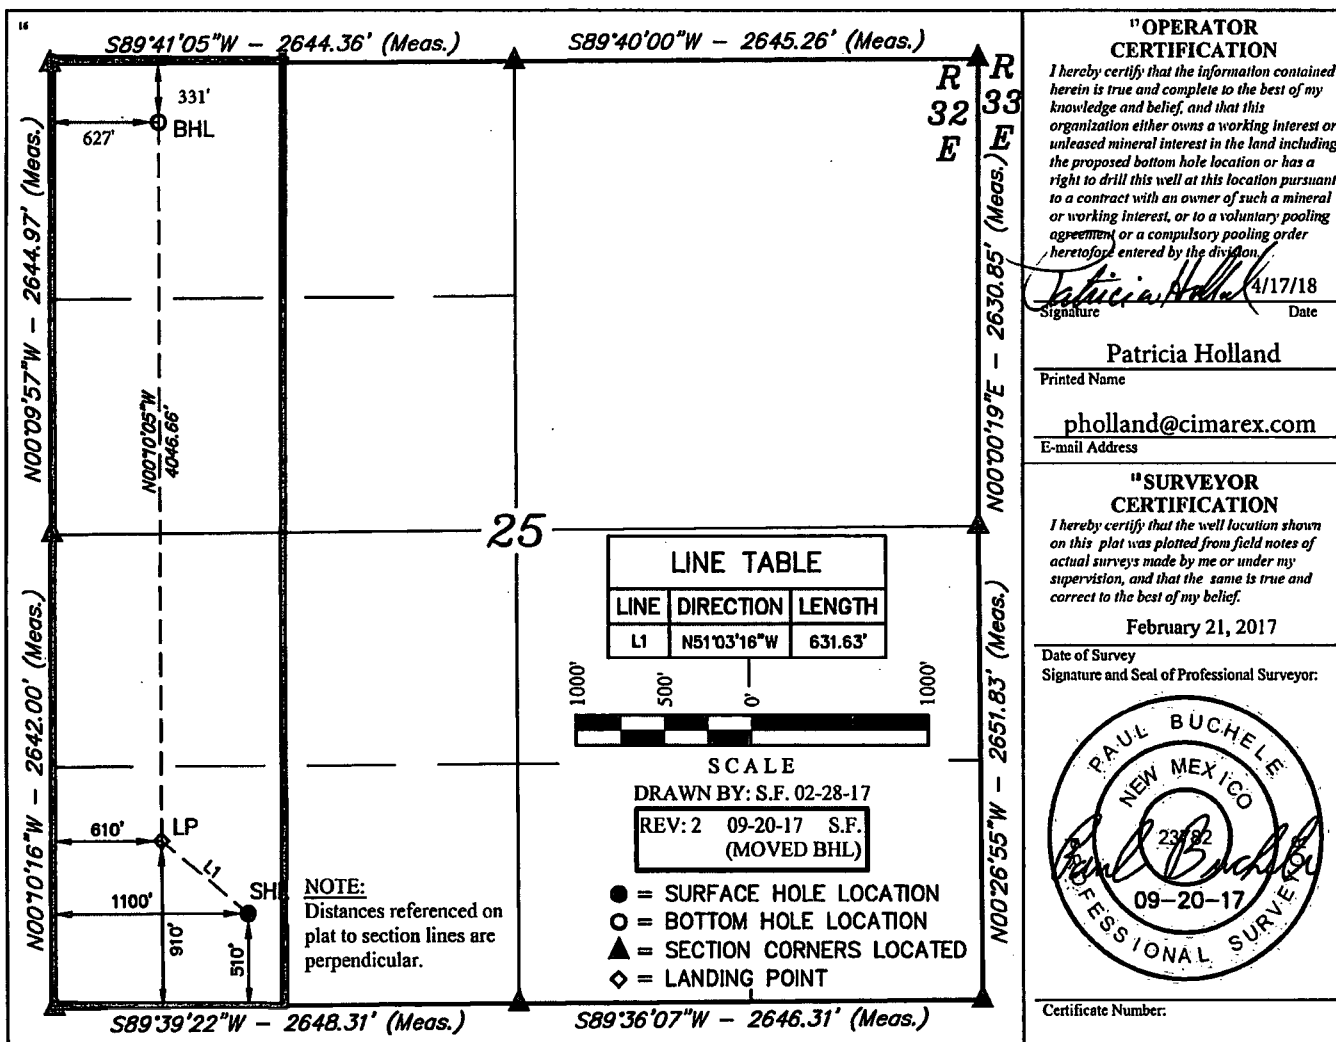 16
S89°41'05"W – 2644.36' (Meas.)
S89°40'00"W – 2645.26' (Meas.)
R
32
E
R
33
E
331'
627'
BHL
N00°09'57"W – 2644.97' (Meas.)
N00°10'05"W
4046.66'
N00°00'19"E – 2630.85' (Meas.)
25
LINE TABLE
LINE DIRECTION LENGTH
L1 N51°03'16"W 631.63'
1000' 500' 0' 1000'
SCALE
DRAWN BY: S.F. 02-28-17
REV: 2 09-20-17 S.F.
(MOVED BHL)
● = SURFACE HOLE LOCATION
O = BOTTOM HOLE LOCATION
▲ = SECTION CORNERS LOCATED
◇ = LANDING POINT
N00°10'16"W – 2642.00' (Meas.)
N00°26'55"W – 2651.83' (Meas.)
610'
LP
L1
1100'
SHL
910'
510'
NOTE:
Distances referenced on
plat to section lines are
perpendicular.
S89°39'22"W – 2648.31' (Meas.)
S89°36'07"W – 2646.31' (Meas.)
17 OPERATOR
CERTIFICATION
I hereby certify that the information contained
herein is true and complete to the best of my
knowledge and belief, and that this
organization either owns a working interest or
unleased mineral interest in the land including
the proposed bottom hole location or has a
right to drill this well at this location pursuant
to a contract with an owner of such a mineral
or working interest, or to a voluntary pooling
agreement or a compulsory pooling order
heretofore entered by the division.
Patricia Holland 4/17/18
Signature Date
Patricia Holland
Printed Name
pholland@cimarex.com
E-mail Address
18 SURVEYOR
CERTIFICATION
I hereby certify that the well location shown
on this plat was plotted from field notes of
actual surveys made by me or under my
supervision, and that the same is true and
correct to the best of my belief.
February 21, 2017
Date of Survey
Signature and Seal of Professional Surveyor:
PAUL BUCHELE
NEW MEXICO
23782
Paul Buchele
09-20-17
PROFESSIONAL SURVEYOR
Certificate Number: